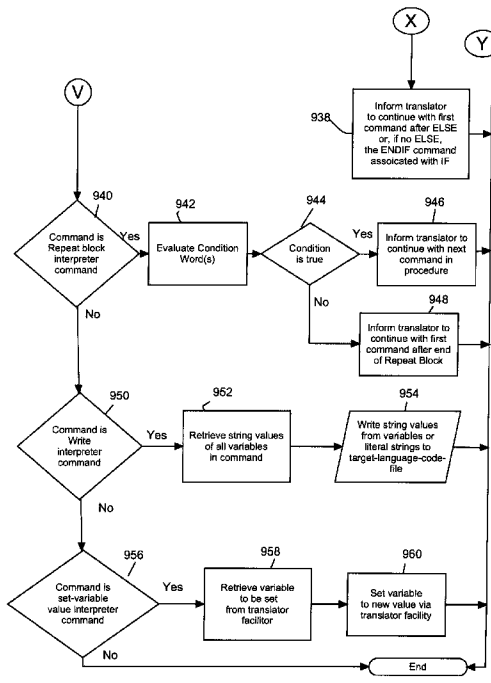 X
Y
V
938
Inform translator
to continue with first
command after ELSE
or, if no ELSE,
the ENDIF command
assoicated with IF
940
Command is
Repeat block
interpreter
command
Yes
No
942
Evaluate Condition
Word(s)
944
Condition
is true
Yes
No
946
Inform translator to
continue with next
command in
procedure
948
Inform translator to
continue with first
command after end
of Repeat Block
950
Command is
Write
interpreter
command
Yes
No
952
Retrieve string values
of all variables
in command
954
Write string values
from variables or
literal strings to
target-language-code-
file
956
Command is
set-variable
value interpreter
command
Yes
No
958
Retrieve variable
to be set
from translator
facilitor
960
Set variable
to new value via
translator facility
End